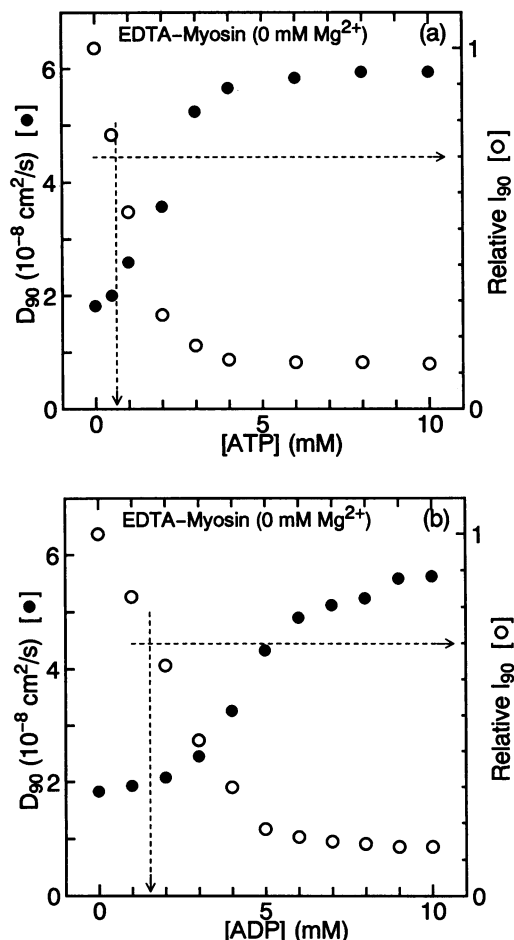 EDTA–Myosin (0 mM Mg2+)
(a)
1
6
4
2
0
0
D90 (10−8 cm2/s) [●]
Relative I90 [○]
0
5
10
[ATP] (mM)
EDTA–Myosin (0 mM Mg2+)
(b)
1
6
4
2
0
0
D90 (10−8 cm2/s) [●]
Relative I90 [○]
0
5
10
[ADP] (mM)